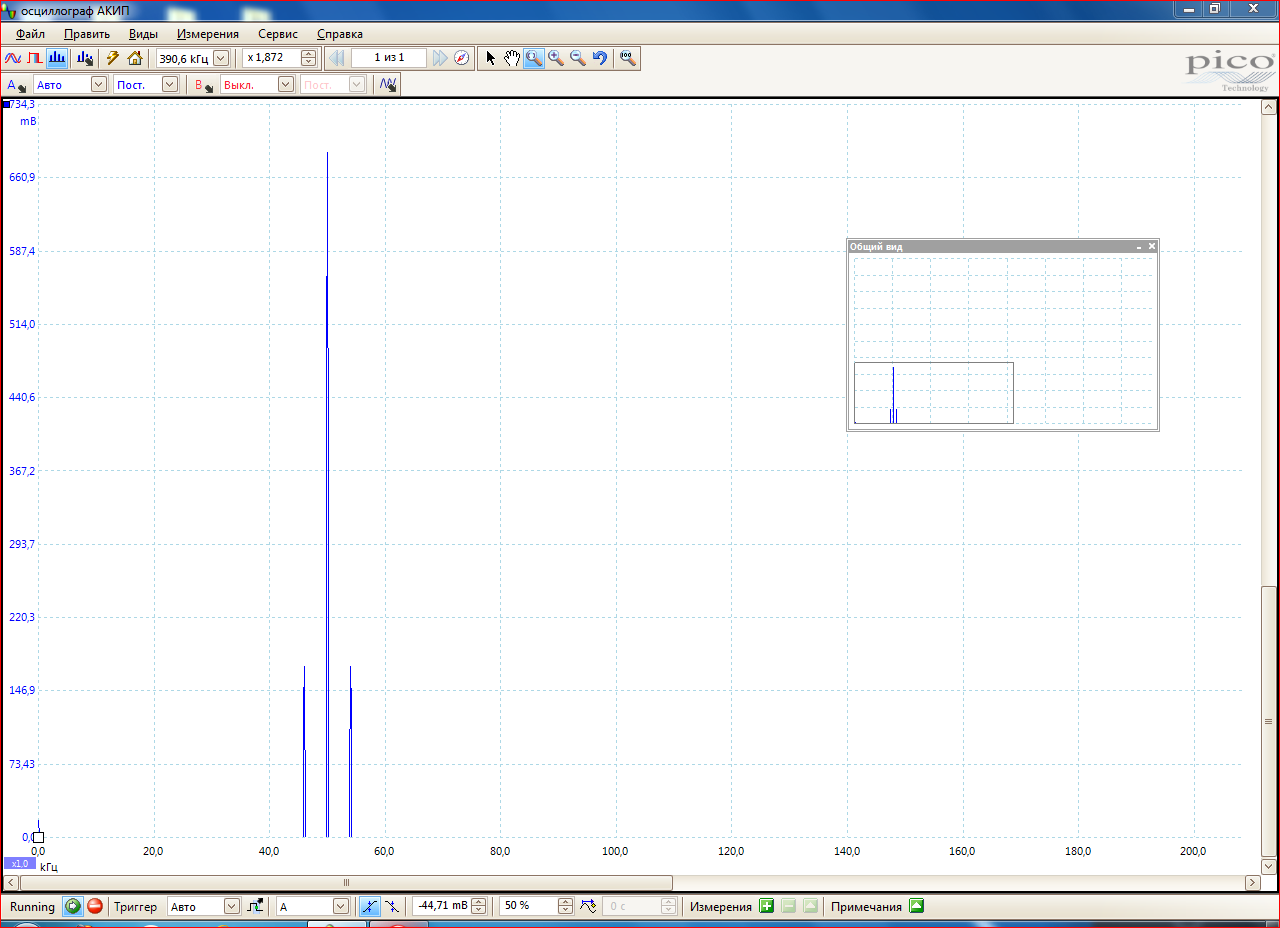 осциллограф АКИП
Файл Править Виды Измерения Сервис Справка
390,6 kГц x 1,872 1 из 1
pico
Technology
A Авто Пост. B Выкл. Пост.
734,3
mB
660,9
587,4
514,0
440,6
367,2
293,7
220,3
146,9
73,43
0,0
Общий вид
0,0 20,0 40,0 60,0 80,0 100,0 120,0 140,0 160,0 180,0 200,0
x1,0 kГц
Running Триггер Авто A -44,71 mB 50 % 0 c Измерения Примечания